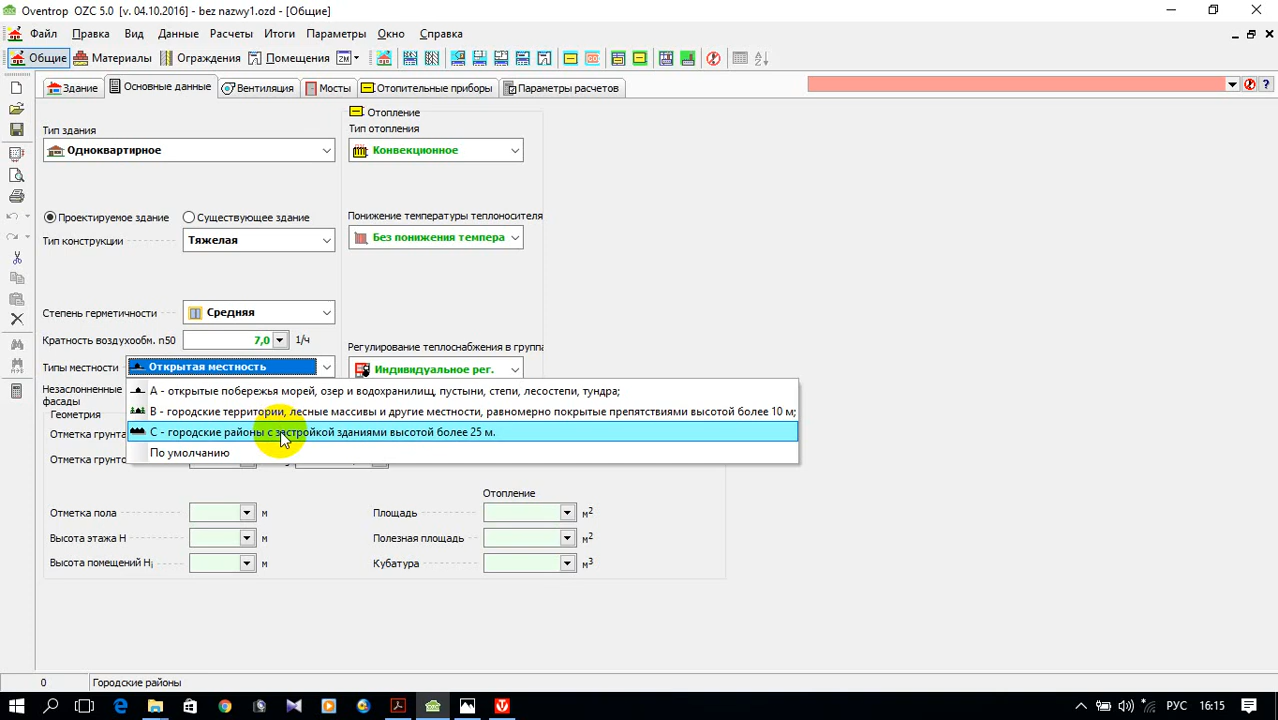 Oventrop OZC 5.0 [v. 04.10.2016] - bez nazwy1.ozd - [Общие]
Файл Правка Вид Данные Расчеты Итоги Параметры Окно Справка
Общие Материалы Ограждения Помещения 2м
Здание Основные данные Вентиляция Мосты Отопительные приборы Параметры расчетов
Отопление
Тип здания Тип отопления
Одноквартирное Конвекционное
Проектируемое здание Существующее здание Понижение температуры теплоносителя
Тип конструкции Тяжелая Без понижения темпера
Степень герметичности Средняя
Кратность воздухообм. n50 7,0 1/ч Регулирование теплоснабжения в группа
Типы местности Открытая местность Индивидуальное рег.
Незаслоненные
фасады
А - открытые побережья морей, озер и водохранилищ, пустыни, степи, лесостепи, тундра;
В - городские территории, лесные массивы и другие местности, равномерно покрытые препятствиями высотой более 10 м;
С - городские районы с застройкой зданиями высотой более 25 м.
По умолчанию
Геометрия
Отметка грунта
Отметка грунто
Отопление
Отметка пола м Площадь м2
Высота этажа H м Полезная площадь м2
Высота помещений Hi м Кубатура м3
0 Городские районы
РУС 16:15